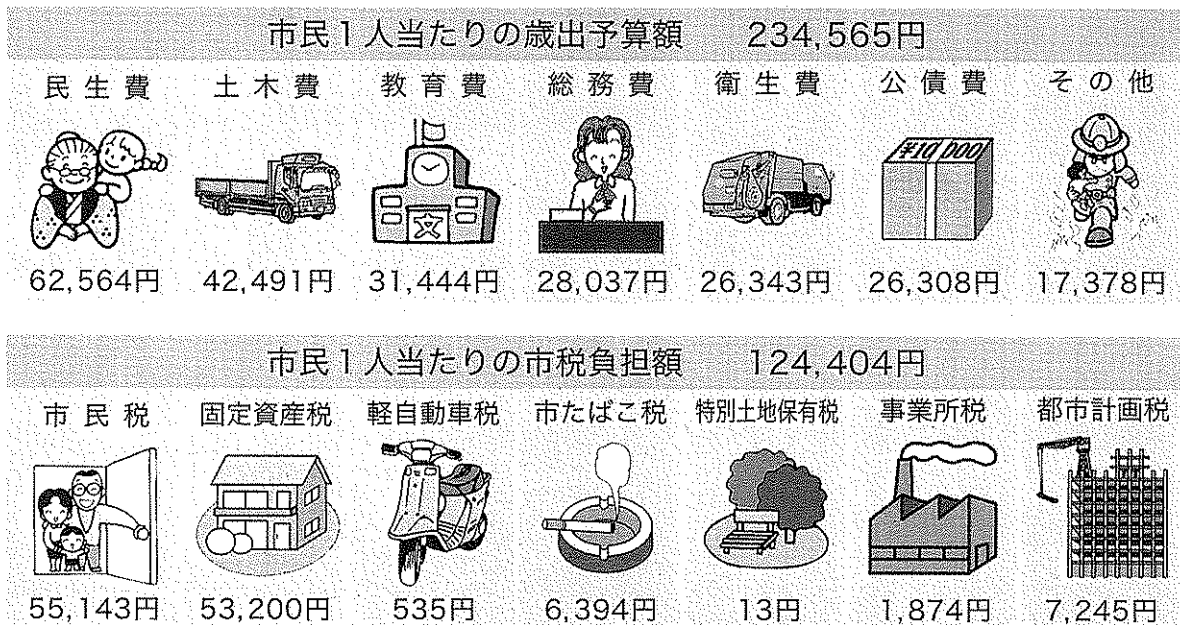 市民1人当たりの歳出予算額 234,565円
民生費 土木費 教育費 総務費 衛生費 公債費 その他
¥10,000
文
62,564円 42,491円 31,444円 28,037円 26,343円 26,308円 17,378円
市民1人当たりの市税負担額 124,404円
市民税 固定資産税 軽自動車税 市たばこ税 特別土地保有税 事業所税 都市計画税
55,143円 53,200円 535円 6,394円 13円 1,874円 7,245円